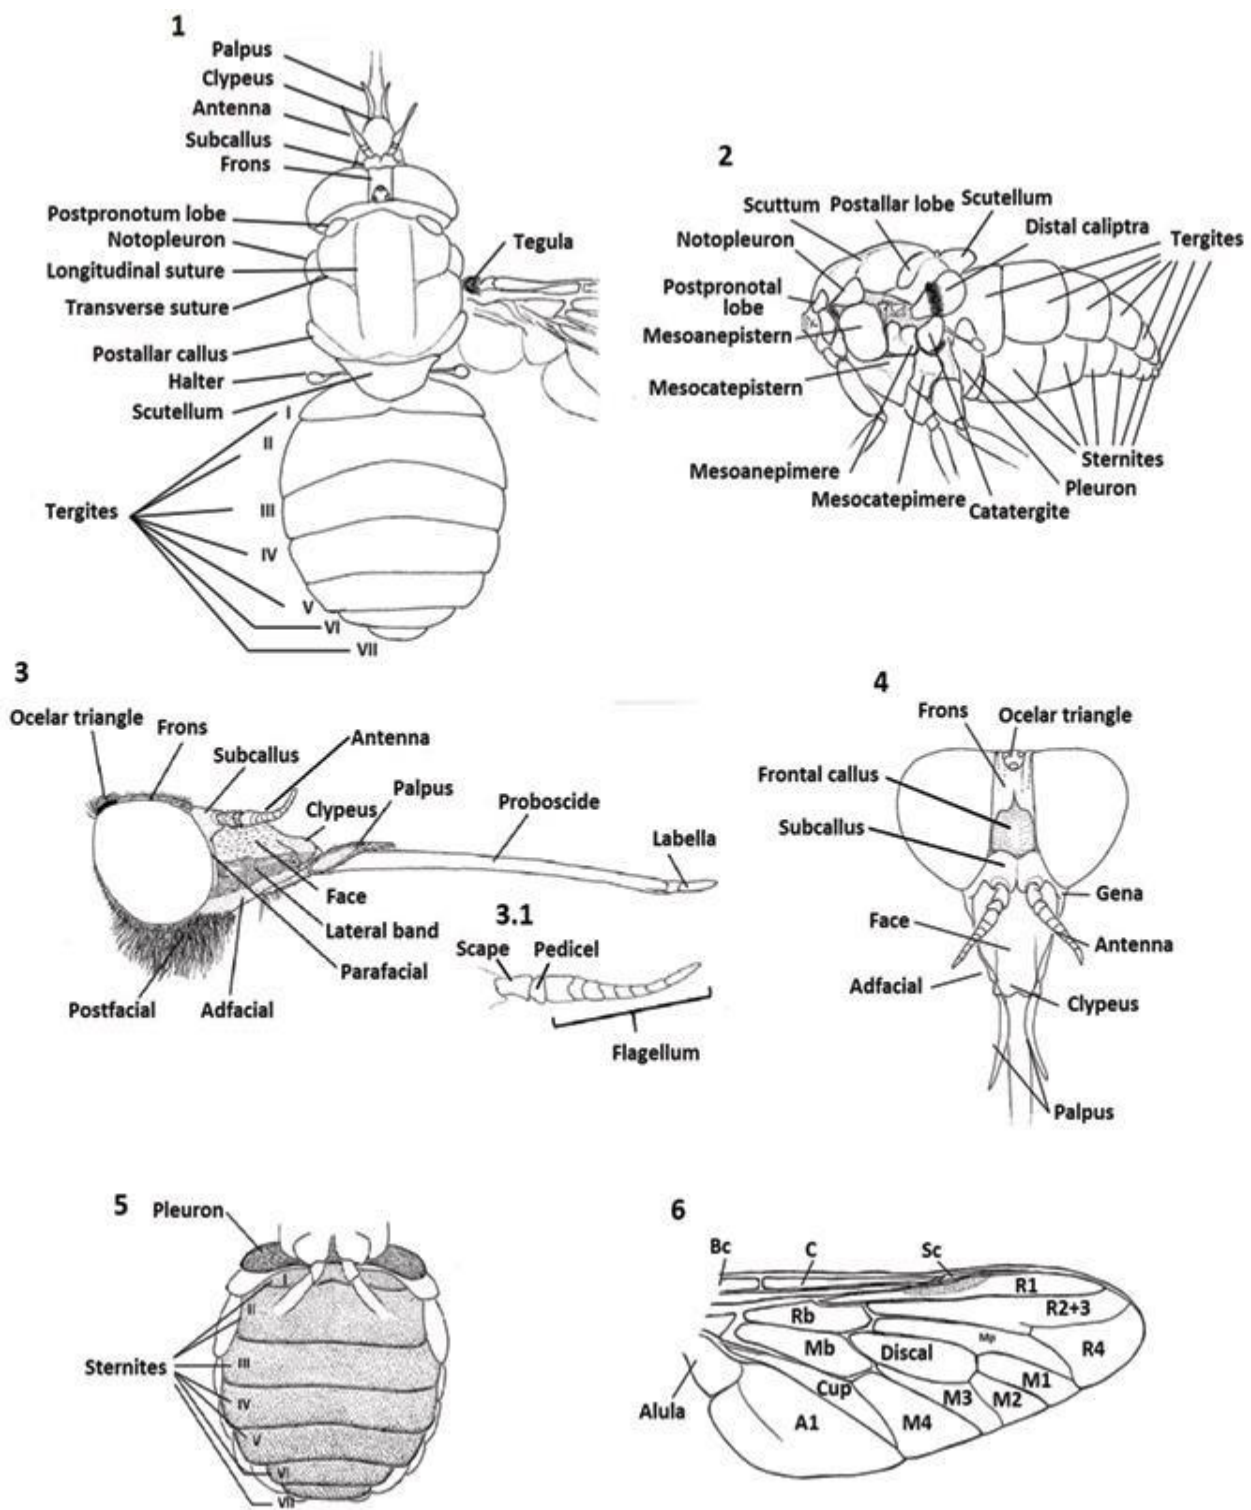 1
Palpus
Clypeus
Antenna
Subcallus
Frons
Postpronotum lobe
Notopleuron
Longitudinal suture
Transverse suture
Postallar callus
Halter
Scutellum
Tegula
Tergites
I
II
III
IV
V
VI
VII
2
Scuttum
Postallar lobe
Scutellum
Notopleuron
Distal caliptra
Tergites
Postpronotal
lobe
Mesoanepistern
Mesocatepistern
Mesoanepimere
Mesocatepimere
Catatergite
Pleuron
Sternites
3
Ocelar triangle
Frons
Subcallus
Antenna
Clypeus
Palpus
Proboscide
Labella
Face
Lateral band
Parafacial
Postfacial
Adfacial
3.1
Scape
Pedicel
Flagellum
4
Frons
Ocelar triangle
Frontal callus
Subcallus
Gena
Face
Antenna
Adfacial
Clypeus
Palpus
5
Pleuron
Sternites
I
II
III
IV
V
VI
VII
6
Bc
C
Sc
R1
R2+3
Rb
Mp
R4
Mb
Discal
M1
M2
M3
Cup
M4
A1
Alula